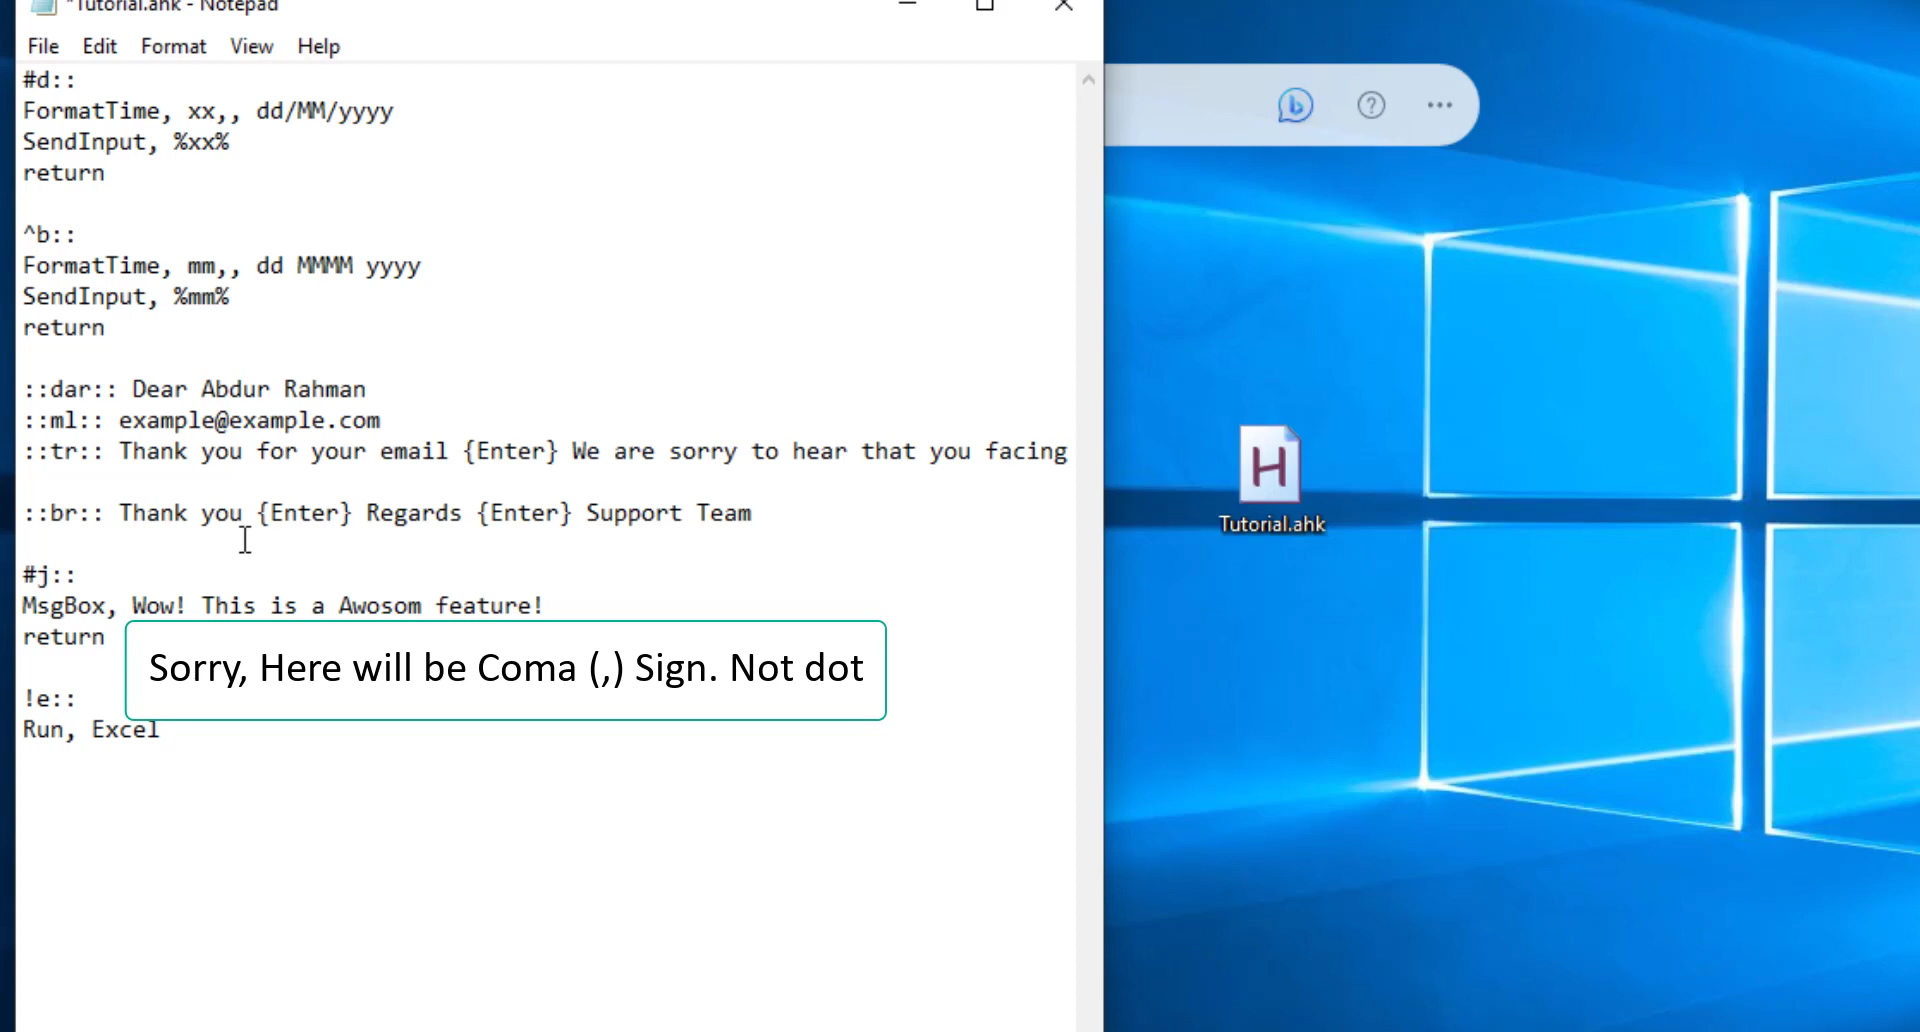 *Tutorial.ahk - Notepad
File Edit Format View Help
#d::
FormatTime, xx,, dd/MM/yyyy
SendInput, %xx%
return
^b::
FormatTime, mm,, dd MMMM yyyy
SendInput, %mm%
return
::dar:: Dear Abdur Rahman
::ml:: example@example.com
::tr:: Thank you for your email {Enter} We are sorry to hear that you facing
::br:: Thank you {Enter} Regards {Enter} Support Team
#j::
MsgBox, Wow! This is a Awosom feature!
return
Sorry, Here will be Coma (,) Sign. Not dot
!e::
Run, Excel
Tutorial.ahk